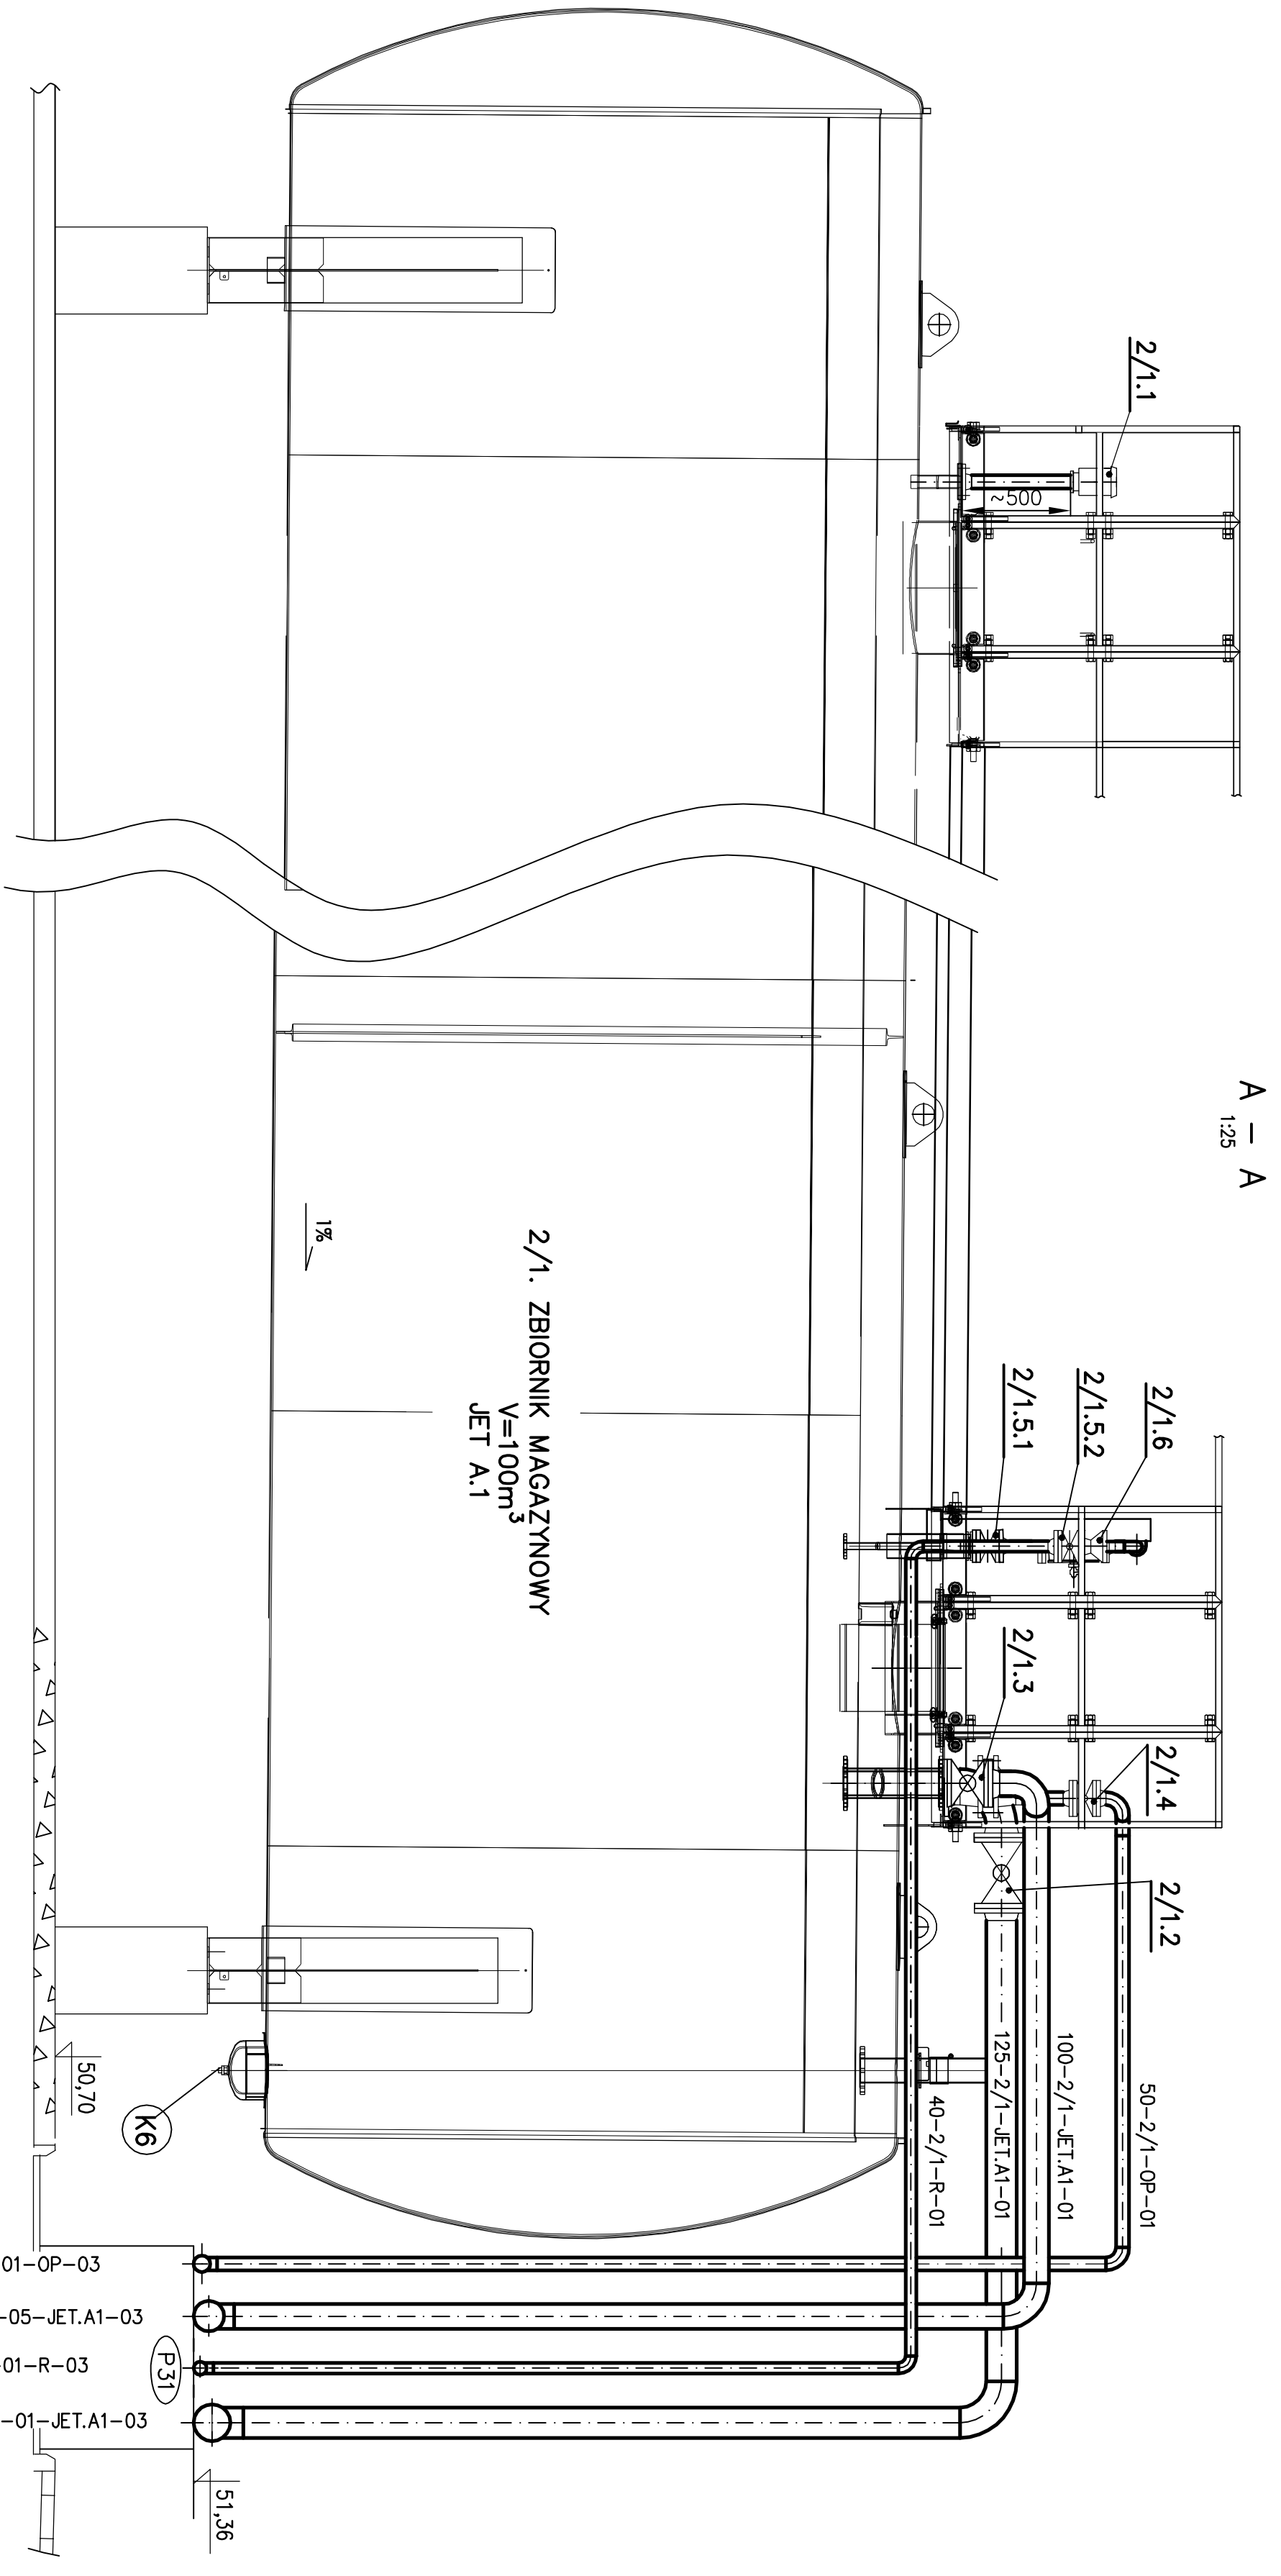 A – A
1:25
2/1.1
~500
2/1.5.1
2/1.5.2
2/1.6
2/1.3
2/1.4
2/1.2
2/1. ZBIORNIK MAGAZYNOWY
V=100m³
JET A.1
1%
50-2/1-OP-01
100-2/1-JET.A1-01
125-2/1-JET.A1-01
40-2/1-R-01
K6
50,70
P31
51,36
01-OP-03
-05-JET.A1-03
01-R-03
-01-JET.A1-03